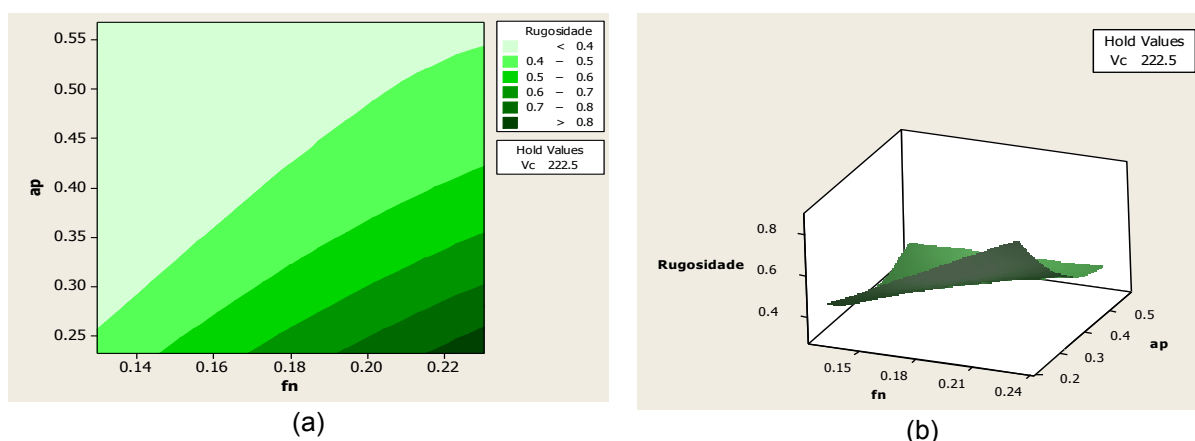 0.55
0.50
0.45
0.40
0.35
0.30
0.25
ap
0.14 0.16 0.18 0.20 0.22
fn
Rugosidade
< 0.4
0.4 – 0.5
0.5 – 0.6
0.6 – 0.7
0.7 – 0.8
> 0.8
Hold Values
Vc 222.5
(a)
Hold Values
Vc 222.5
Rugosidade
0.8
0.6
0.4
0.15
0.18
0.21
0.24
fn
0.2
0.3
0.4
0.5
ap
(b)